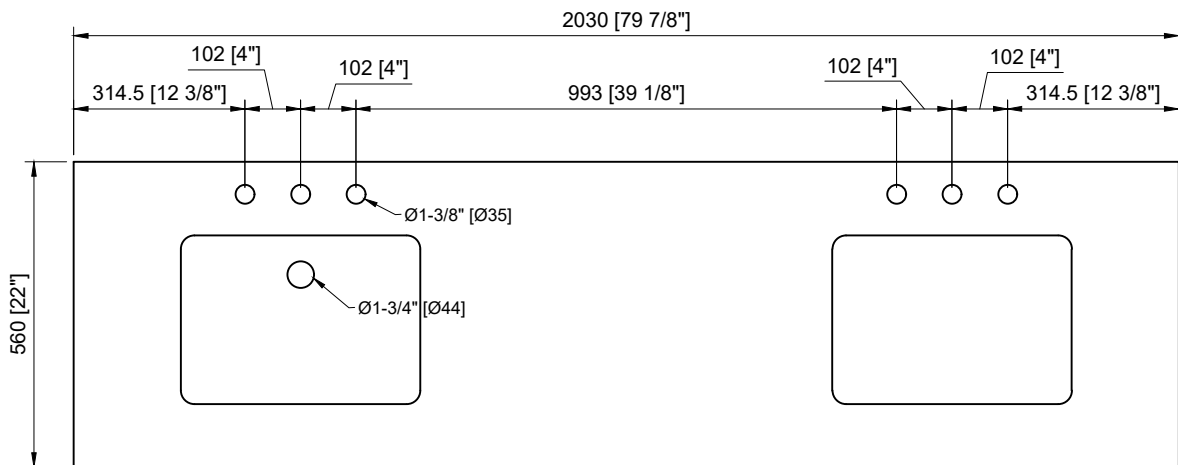 2030 [79 7/8"]
102 [4"]
102 [4"]
102 [4"]
102 [4"]
314.5 [12 3/8"]
993 [39 1/8"]
314.5 [12 3/8"]
Ø1-3/8" [Ø35]
Ø1-3/4" [Ø44]
560 [22"]